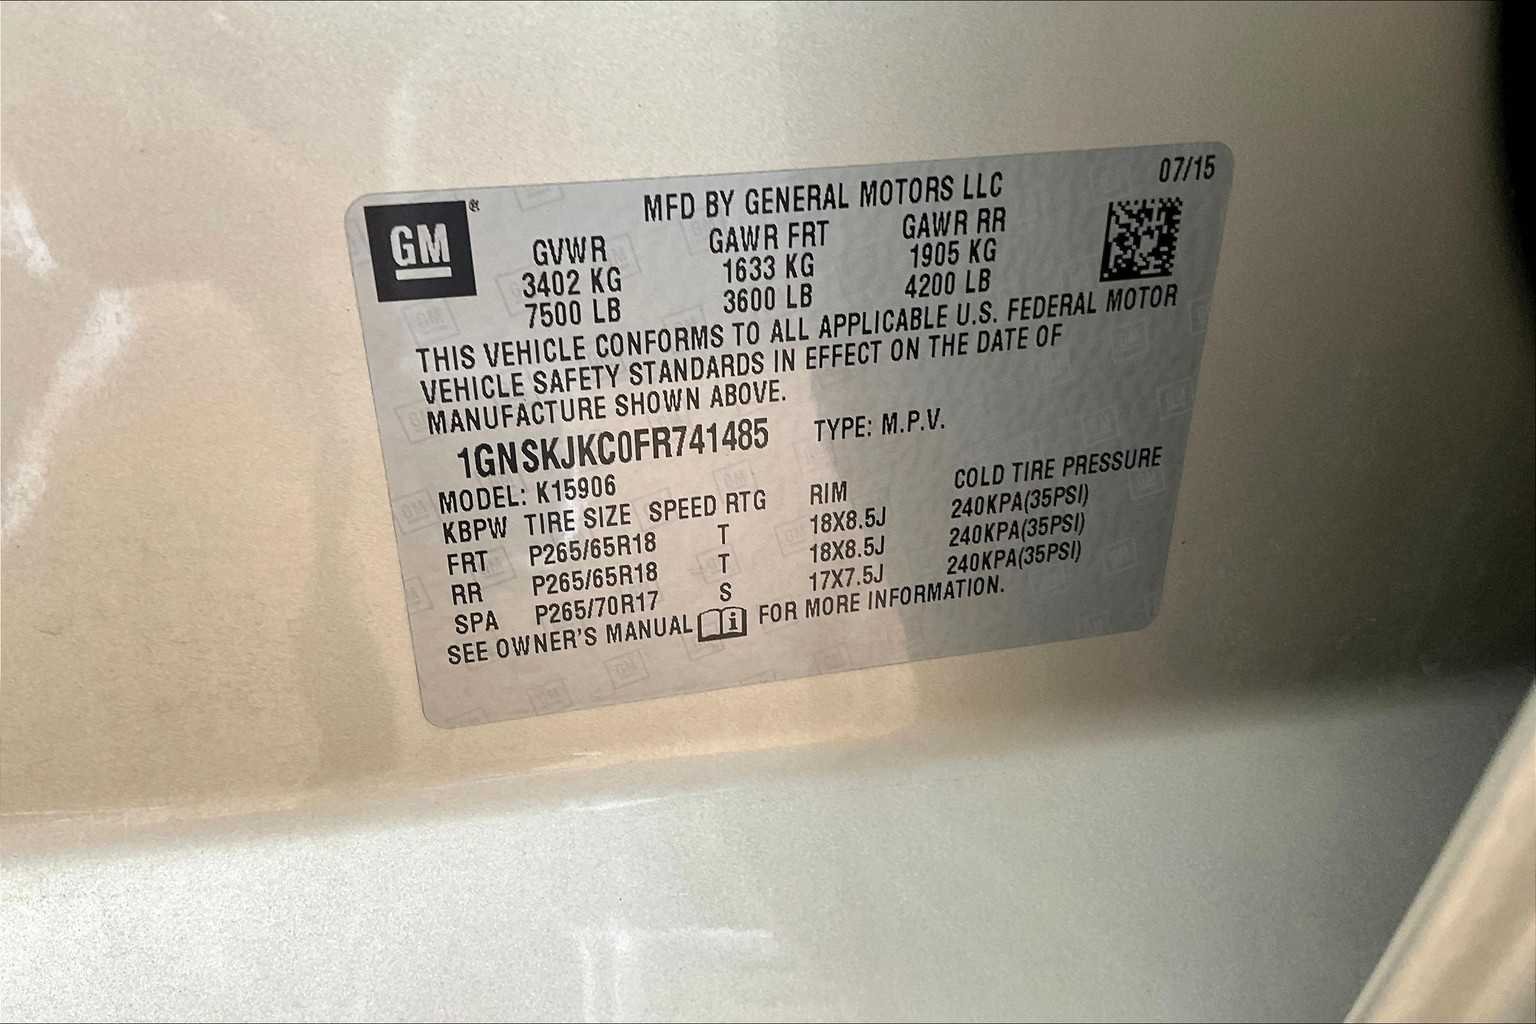 GM®
MFD BY GENERAL MOTORS LLC
07/15
GVWR GAWR FRT GAWR RR
3402 KG 1633 KG 1905 KG
7500 LB 3600 LB 4200 LB
THIS VEHICLE CONFORMS TO ALL APPLICABLE U.S. FEDERAL MOTOR
VEHICLE SAFETY STANDARDS IN EFFECT ON THE DATE OF
MANUFACTURE SHOWN ABOVE.
1GNSKJKC0FR741485 TYPE: M.P.V.
MODEL: K15906
KBPW TIRE SIZE SPEED RTG RIM COLD TIRE PRESSURE
FRT P265/65R18 T 18X8.5J 240KPA(35PSI)
RR P265/65R18 T 18X8.5J 240KPA(35PSI)
SPA P265/70R17 S 17X7.5J 240KPA(35PSI)
SEE OWNER'S MANUAL i FOR MORE INFORMATION.